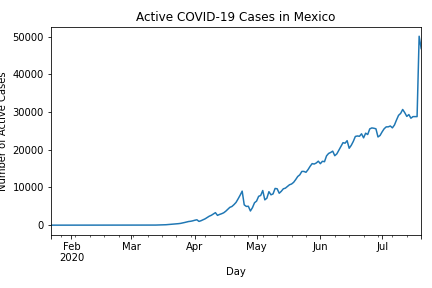 Active COVID-19 Cases in Mexico
Number of Active Cases
50000
40000
30000
20000
10000
0
Feb Mar Apr May Jun Jul
2020
Day